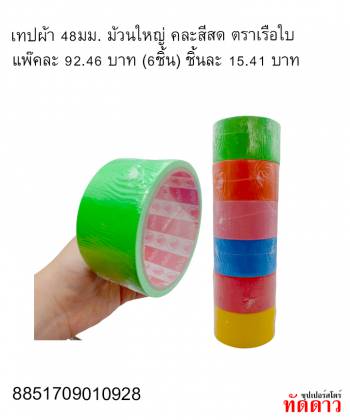 เทปผ้า 48มม. ม้วนใหญ่ คละสีสด ตราเรือใบ
แพ๊คละ 92.46 บาท (6ชิ้น) ชิ้นละ 15.41 บาท
8851709010928
ซุปเปอร์สโตร์
ทัดดาว